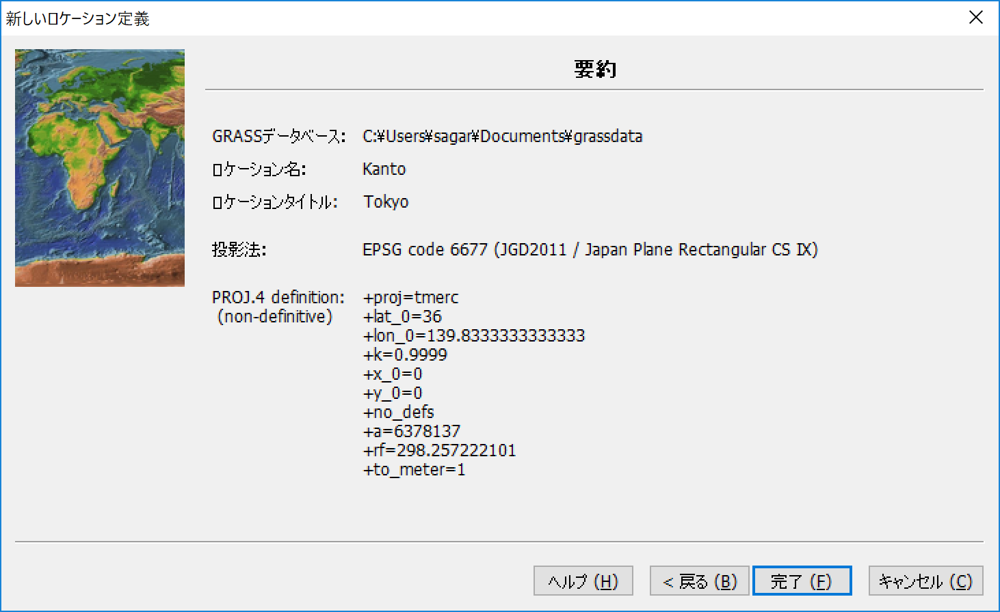 新しいロケーション定義
要約
GRASSデータベース: C:¥Users¥sagar¥Documents¥grassdata
ロケーション名: Kanto
ロケーションタイトル: Tokyo
投影法: EPSG code 6677 (JGD2011 / Japan Plane Rectangular CS IX)
PROJ.4 definition: +proj=tmerc
(non-definitive) +lat_0=36
+lon_0=139.8333333333333
+k=0.9999
+x_0=0
+y_0=0
+no_defs
+a=6378137
+rf=298.257222101
+to_meter=1
ヘルプ (H) < 戻る (B) 完了 (F) キャンセル (C)